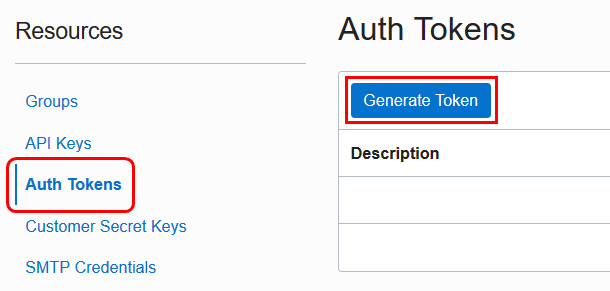 Resources
Groups
API Keys
Auth Tokens
Customer Secret Keys
SMTP Credentials
Auth Tokens
Generate Token
Description